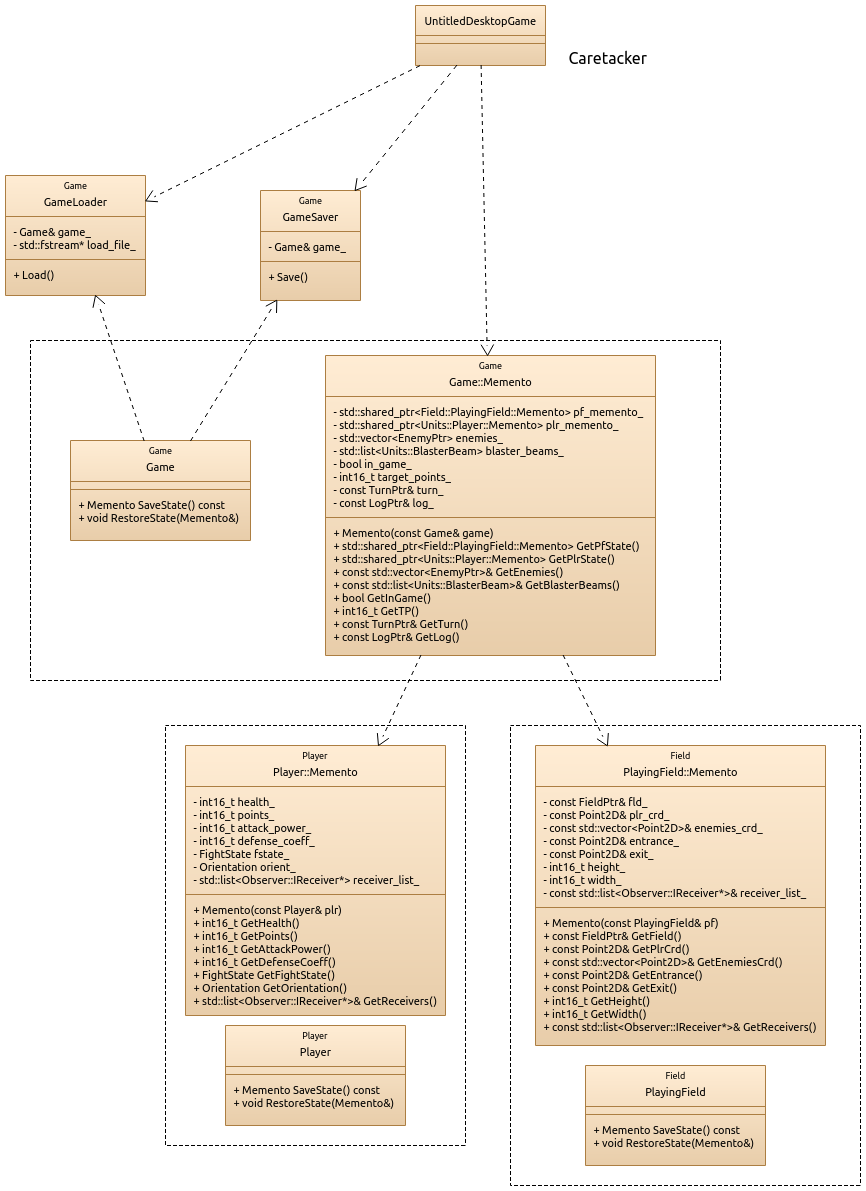 UntitledDesktopGame
Caretacker
Game
GameLoader
- Game& game_
- std::fstream* load_file_
+ Load()
Game
GameSaver
- Game& game_
+ Save()
Game
Game::Memento
- std::shared_ptr<Field::PlayingField::Memento> pf_memento_
- std::shared_ptr<Units::Player::Memento> plr_memento_
- std::vector<EnemyPtr> enemies_
- std::list<Units::BlasterBeam> blaster_beams_
- bool in_game_
- int16_t target_points_
- const TurnPtr& turn_
- const LogPtr& log_
+ Memento(const Game& game)
+ std::shared_ptr<Field::PlayingField::Memento> GetPfState()
+ std::shared_ptr<Units::Player::Memento> GetPlrState()
+ const std::vector<EnemyPtr>& GetEnemies()
+ const std::list<Units::BlasterBeam>& GetBlasterBeams()
+ bool GetInGame()
+ int16_t GetTP()
+ const TurnPtr& GetTurn()
+ const LogPtr& GetLog()
Game
Game
+ Memento SaveState() const
+ void RestoreState(Memento&)
Player
Player::Memento
- int16_t health_
- int16_t points_
- int16_t attack_power_
- int16_t defense_coeff_
- FightState fstate_
- Orientation orient_
- std::list<Observer::IReceiver*> receiver_list_
+ Memento(const Player& plr)
+ int16_t GetHealth()
+ int16_t GetPoints()
+ int16_t GetAttackPower()
+ int16_t GetDefenseCoeff()
+ FightState GetFightState()
+ Orientation GetOrientation()
+ std::list<Observer::IReceiver*>& GetReceivers()
Player
Player
+ Memento SaveState() const
+ void RestoreState(Memento&)
Field
PlayingField::Memento
- const FieldPtr& fld_
- const Point2D& plr_crd_
- const std::vector<Point2D>& enemies_crd_
- const Point2D& entrance_
- const Point2D& exit_
- int16_t height_
- int16_t width_
- const std::list<Observer::IReceiver*>& receiver_list_
+ Memento(const PlayingField& pf)
+ const FieldPtr& GetField()
+ const Point2D& GetPlrCrd()
+ const std::vector<Point2D>& GetEnemiesCrd()
+ const Point2D& GetEntrance()
+ const Point2D& GetExit()
+ int16_t GetHeight()
+ int16_t GetWidth()
+ const std::list<Observer::IReceiver*>& GetReceivers()
Field
PlayingField
+ Memento SaveState() const
+ void RestoreState(Memento&)